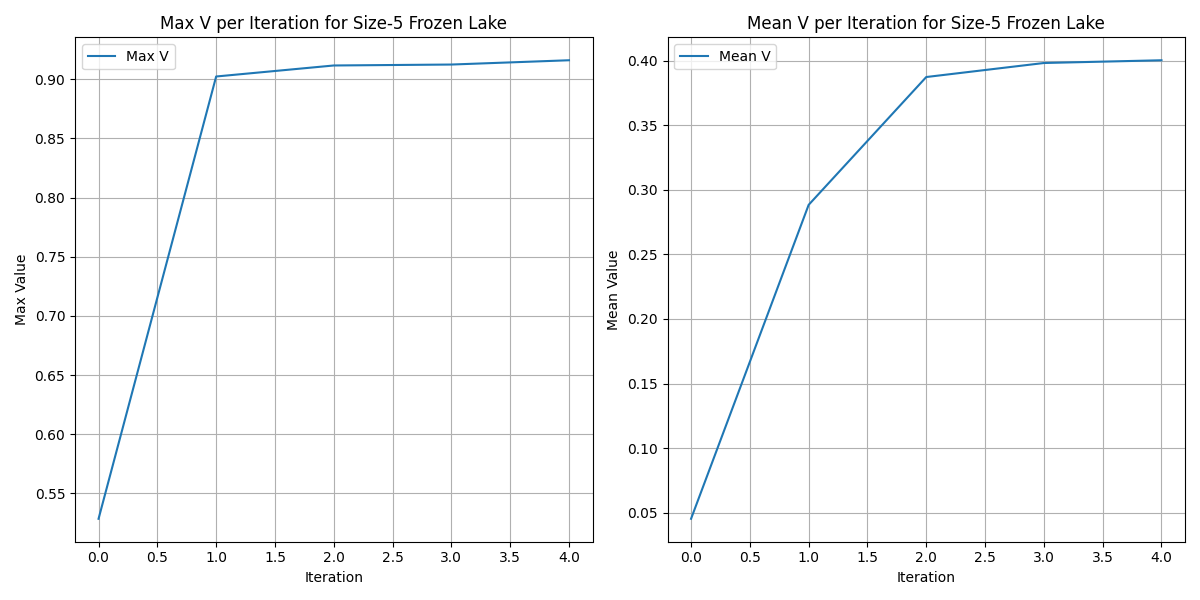 Max V per Iteration for Size-5 Frozen Lake
Max V
Max Value
0.90
0.85
0.80
0.75
0.70
0.65
0.60
0.55
0.0 0.5 1.0 1.5 2.0 2.5 3.0 3.5 4.0
Iteration
Mean V per Iteration for Size-5 Frozen Lake
Mean V
Mean Value
0.40
0.35
0.30
0.25
0.20
0.15
0.10
0.05
0.0 0.5 1.0 1.5 2.0 2.5 3.0 3.5 4.0
Iteration